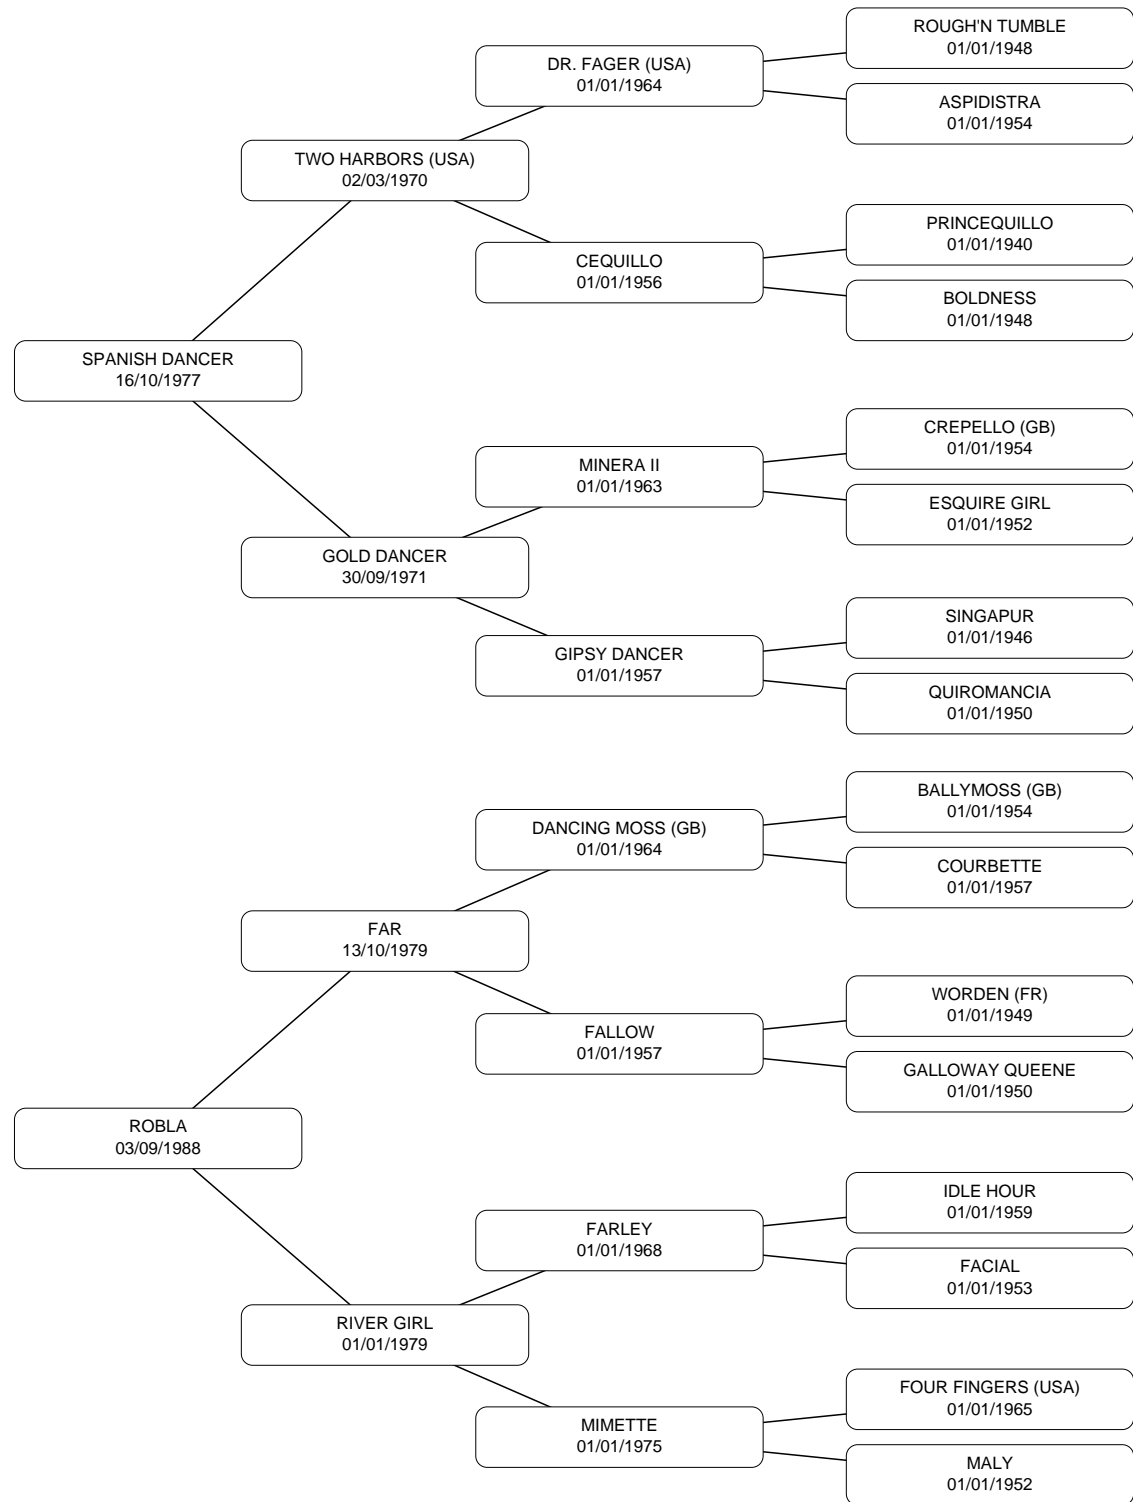 ROUGH'N TUMBLE
01/01/1948
DR. FAGER (USA)
01/01/1964
ASPIDISTRA
01/01/1954
TWO HARBORS (USA)
02/03/1970
PRINCEQUILLO
01/01/1940
CEQUILLO
01/01/1956
BOLDNESS
01/01/1948
SPANISH DANCER
16/10/1977
CREPELLO (GB)
01/01/1954
MINERA II
01/01/1963
ESQUIRE GIRL
01/01/1952
GOLD DANCER
30/09/1971
SINGAPUR
01/01/1946
GIPSY DANCER
01/01/1957
QUIROMANCIA
01/01/1950
BALLYMOSS (GB)
01/01/1954
DANCING MOSS (GB)
01/01/1964
COURBETTE
01/01/1957
FAR
13/10/1979
WORDEN (FR)
01/01/1949
FALLOW
01/01/1957
GALLOWAY QUEENE
01/01/1950
ROBLA
03/09/1988
IDLE HOUR
01/01/1959
FARLEY
01/01/1968
FACIAL
01/01/1953
RIVER GIRL
01/01/1979
FOUR FINGERS (USA)
01/01/1965
MIMETTE
01/01/1975
MALY
01/01/1952